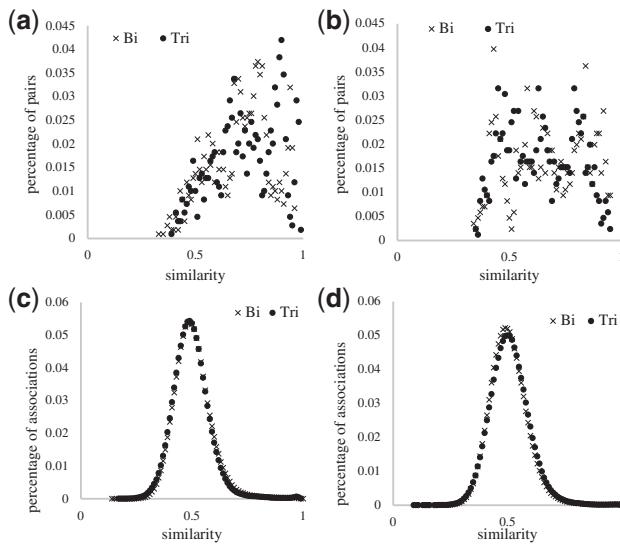 (a)
× Bi ● Tri
percentage of pairs
0.045
0.04
0.035
0.03
0.025
0.02
0.015
0.01
0.005
0
0 0.5 1
similarity
(b)
× Bi ● Tri
percentage of pairs
0.045
0.04
0.035
0.03
0.025
0.02
0.015
0.01
0.005
0
0 0.5 1
similarity
(c)
× Bi ● Tri
percentage of associations
0.06
0.05
0.04
0.03
0.02
0.01
0
0 0.5 1
similarity
(d)
× Bi ● Tri
percentage of associations
0.06
0.05
0.04
0.03
0.02
0.01
0
0 0.5 1
similarity